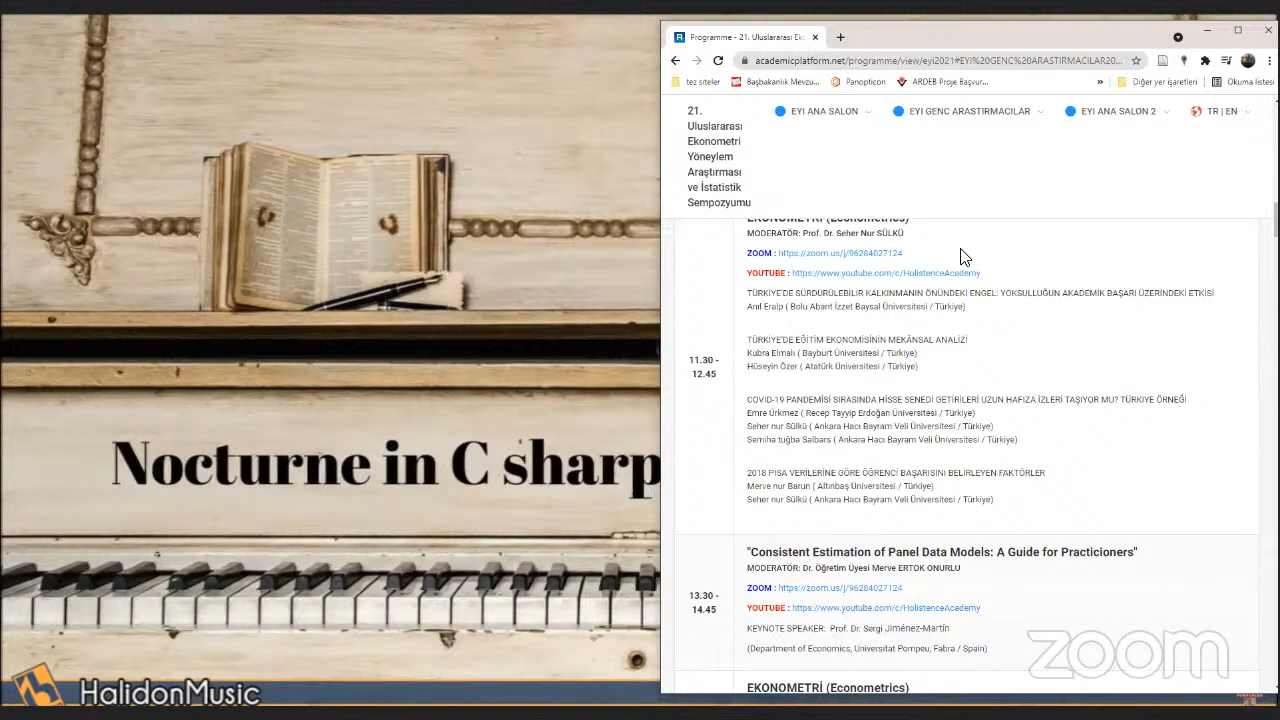 Nocturne in C sharp
HalidonMusic
Programme - 21. Uluslararası Eko
academicplatform.net/programme/view/eyi2021#EYI%20GENC%20ARASTIRMACILAR%20...
tez siteler
Başbakanlık Mevzu...
Panopticon
ARDEB Proje Başvur...
»
Diğer yer işaretleri
Okuma listesi
21.
Uluslararası
Ekonometri
Yöneylem
Araştırması
ve İstatistik
Sempozyumu
EYI ANA SALON
EYI GENC ARASTIRMACILAR
EYI ANA SALON 2
TR | EN
EKONOMETRİ (Econometrics)
MODERATÖR: Prof. Dr. Seher Nur SÜLKÜ
ZOOM : https://zoom.us/j/96284027124
YOUTUBE : https://www.youtube.com/c/HolistenceAcademy
TÜRKİYE'DE SÜRDÜRÜLEBİLİR KALKINMANIN ÖNÜNDEKİ ENGEL: YOKSULLUĞUN AKADEMİK BAŞARI ÜZERİNDEKİ ETKİSİ
Anıl Eralp ( Bolu Abant İzzet Baysal Üniversitesi / Türkiye)
TÜRKİYE'DE EĞİTİM EKONOMİSİNİN MEKÂNSAL ANALİZİ
Kubra Elmalı ( Bayburt Üniversitesi / Türkiye)
Hüseyin Özer ( Atatürk Üniversitesi / Türkiye)
11.30 -
12.45
COVID-19 PANDEMİSİ SIRASINDA HİSSE SENEDİ GETİRİLERİ UZUN HAFIZA İZLERİ TAŞIYOR MU? TÜRKİYE ÖRNEĞİ
Emre Ürkmez ( Recep Tayyip Erdoğan Üniversitesi / Türkiye)
Seher nur Sülkü ( Ankara Hacı Bayram Veli Üniversitesi / Türkiye)
Semiha tuğba Salbars ( Ankara Hacı Bayram Veli Üniversitesi / Türkiye)
2018 PISA VERİLERİNE GÖRE ÖĞRENCİ BAŞARISINI BELİRLEYEN FAKTÖRLER
Merve nur Barun ( Altınbaş Üniversitesi / Türkiye)
Seher nur Sülkü ( Ankara Hacı Bayram Veli Üniversitesi / Türkiye)
"Consistent Estimation of Panel Data Models: A Guide for Practicioners"
MODERATÖR: Dr. Öğretim Üyesi Merve ERTOK ONURLU
ZOOM : https://zoom.us/j/96284027124
13.30 -
14.45
YOUTUBE : https://www.youtube.com/c/HolistenceAcademy
KEYNOTE SPEAKER: Prof. Dr. Sergi Jiménez-Martín
(Department of Economics, Universitat Pompeu, Fabra / Spain)
EKONOMETRİ (Econometrics)
zoom